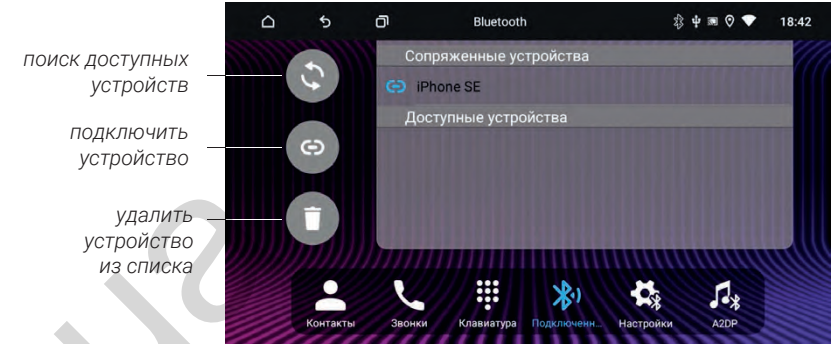 Bluetooth
18:42
поиск доступных
устройств
подключить
устройство
удалить
устройство
из списка
Сопряженные устройства
iPhone SE
Доступные устройства
Контакты
Звонки
Клавиатура
Подключенн...
Настройки
A2DP